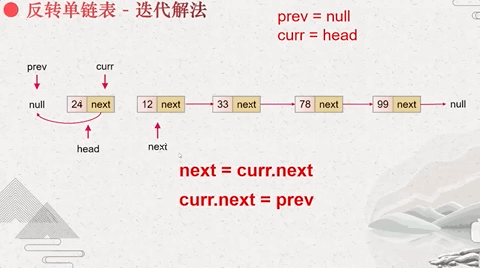 反转单链表 - 迭代解法
prev = null
curr = head
prev
curr
null
24 next
12 next
33 next
78 next
99 next
null
head
next
next = curr.next
curr.next = prev